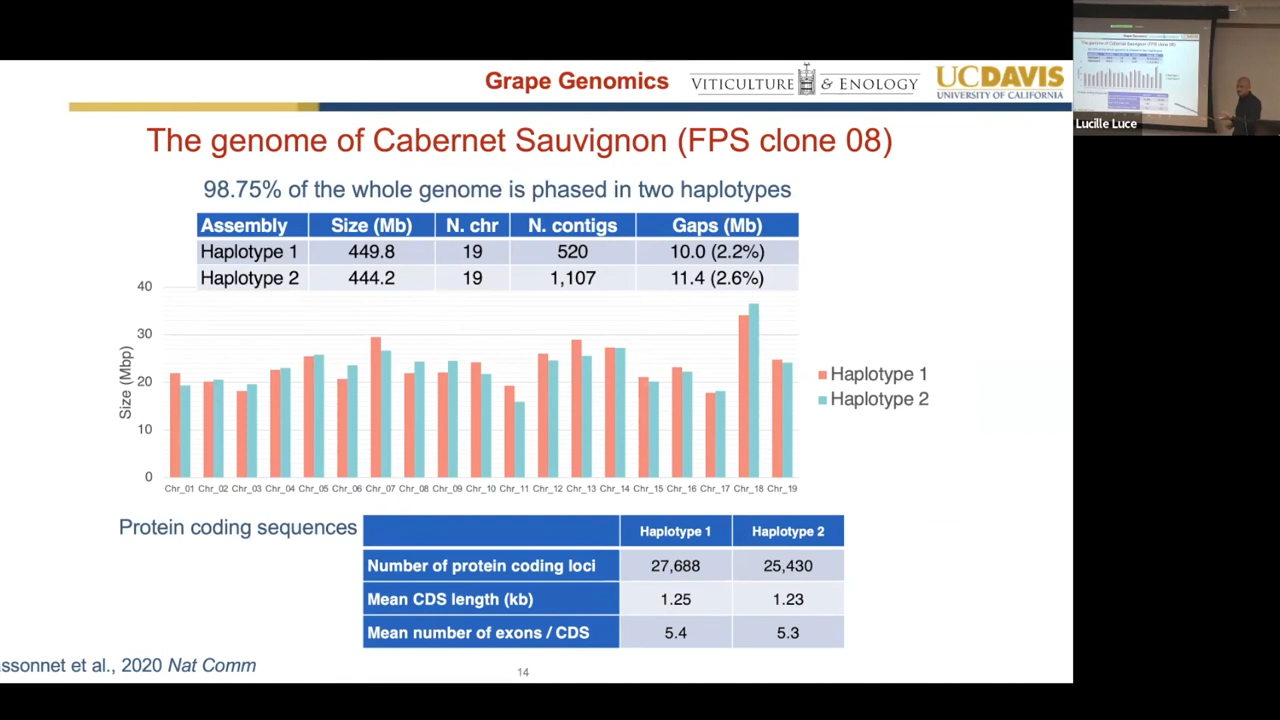 Grape Genomics
VITICULTURE & ENOLOGY
UCDAVIS
UNIVERSITY OF CALIFORNIA
Lucille Luce
The genome of Cabernet Sauvignon (FPS clone 08)
98.75% of the whole genome is phased in two haplotypes
Assembly Size (Mb) N. chr N. contigs Gaps (Mb)
Haplotype 1 449.8 19 520 10.0 (2.2%)
Haplotype 2 444.2 19 1,107 11.4 (2.6%)
40
30
20
10
0
Size (Mbp)
Chr_01 Chr_02 Chr_03 Chr_04 Chr_05 Chr_06 Chr_07 Chr_08 Chr_09 Chr_10 Chr_11 Chr_12 Chr_13 Chr_14 Chr_15 Chr_16 Chr_17 Chr_18 Chr_19
Haplotype 1
Haplotype 2
Protein coding sequences
Haplotype 1 Haplotype 2
Number of protein coding loci 27,688 25,430
Mean CDS length (kb) 1.25 1.23
Mean number of exons / CDS 5.4 5.3
ssonnet et al., 2020 Nat Comm
14